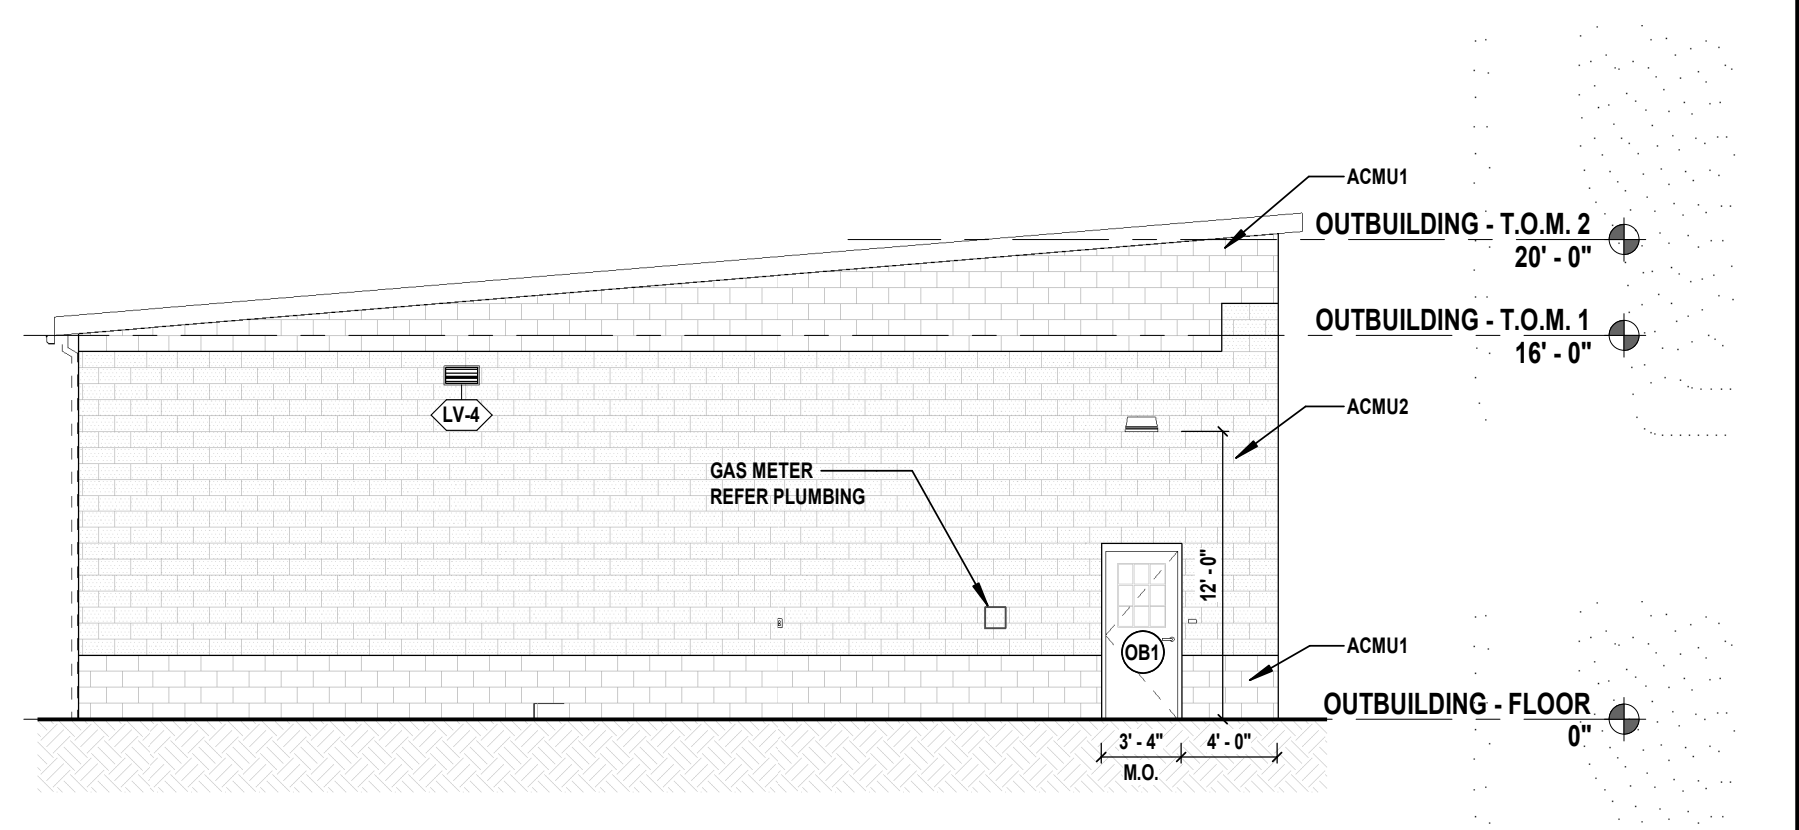 ACMU1
OUTBUILDING - T.O.M. 2
20' - 0"
OUTBUILDING - T.O.M. 1
16' - 0"
LV-4
ACMU2
GAS METER
REFER PLUMBING
12' - 0"
OB1
ACMU1
OUTBUILDING - FLOOR
0"
3' - 4"
4' - 0"
M.O.